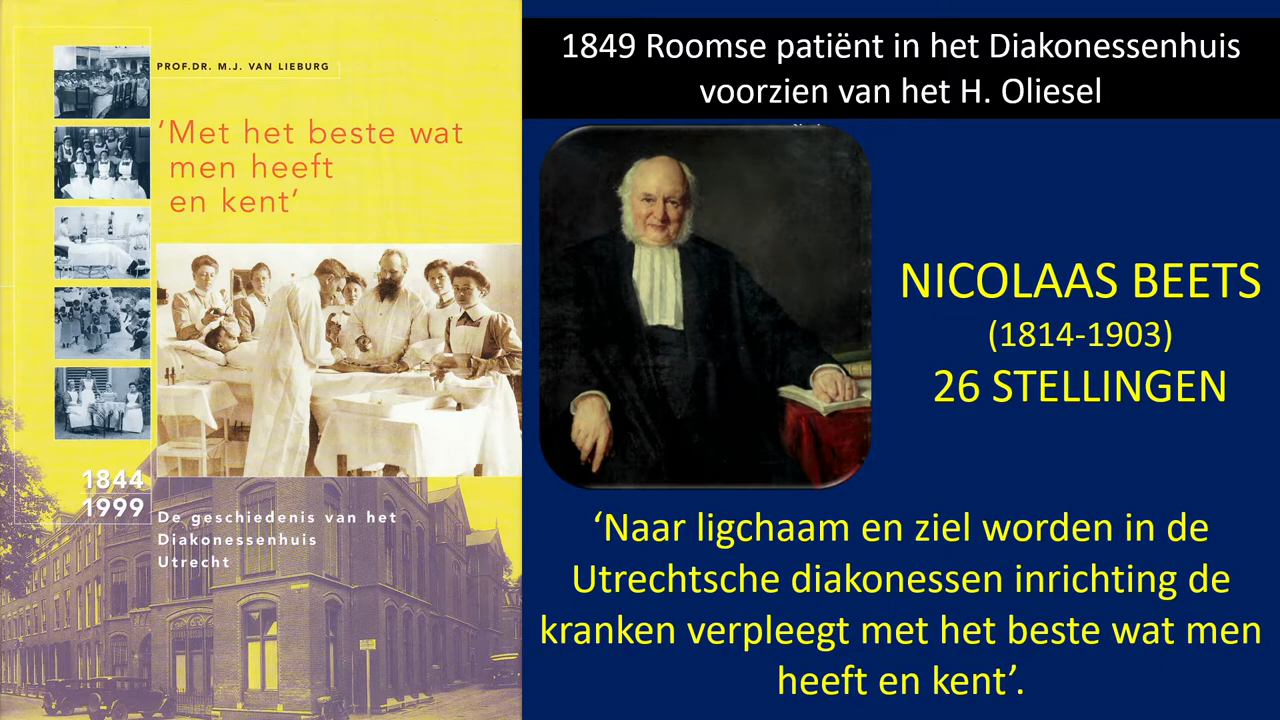 PROF.DR. M.J. VAN LIEBURG
‘Met het beste wat
men heeft
en kent’
1844
1999
De geschiedenis van het
Diakonessenhuis
Utrecht
1849 Roomse patiënt in het Diakonessenhuis
voorzien van het H. Oliesel
NICOLAAS BEETS
(1814-1903)
26 STELLINGEN
‘Naar ligchaam en ziel worden in de
Utrechtsche diakonessen inrichting de
kranken verpleegt met het beste wat men
heeft en kent’.